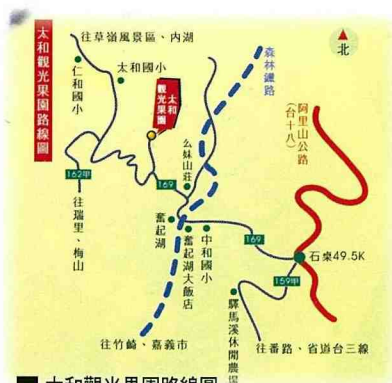 太和觀光果園路線圖
往草嶺風景區、內湖
仁和國小
太和國小
太和觀光果園
森林鐵路
北
阿里山公路(台十八)
么妹山莊
162甲
169
往瑞里、梅山
奮起湖
奮起湖大飯店
中和國小
169
石桌49.5K
159甲
驛馬溪休閒農場
往竹崎、嘉義市
往番路、省道台三線
太和觀光果園路線圖